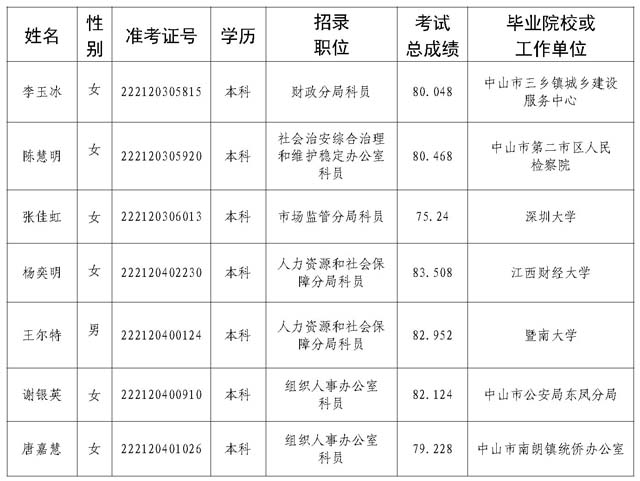 姓名 性别 准考证号 学历 招录职位 考试总成绩 毕业院校或工作单位
李玉冰 女 222120305815 本科 财政分局科员 80.048 中山市三乡镇城乡建设服务中心
陈慧明 女 222120305920 本科 社会治安综合治理和维护稳定办公室科员 80.468 中山市第二市区人民检察院
张佳虹 女 222120306013 本科 市场监管分局科员 75.24 深圳大学
杨奕明 女 222120402230 本科 人力资源和社会保障分局科员 83.508 江西财经大学
王尔特 男 222120400124 本科 人力资源和社会保障分局科员 82.952 暨南大学
谢银英 女 222120400910 本科 组织人事办公室科员 82.124 中山市公安局东凤分局
唐嘉慧 女 222120401026 本科 组织人事办公室科员 79.228 中山市南朗镇统侨办公室